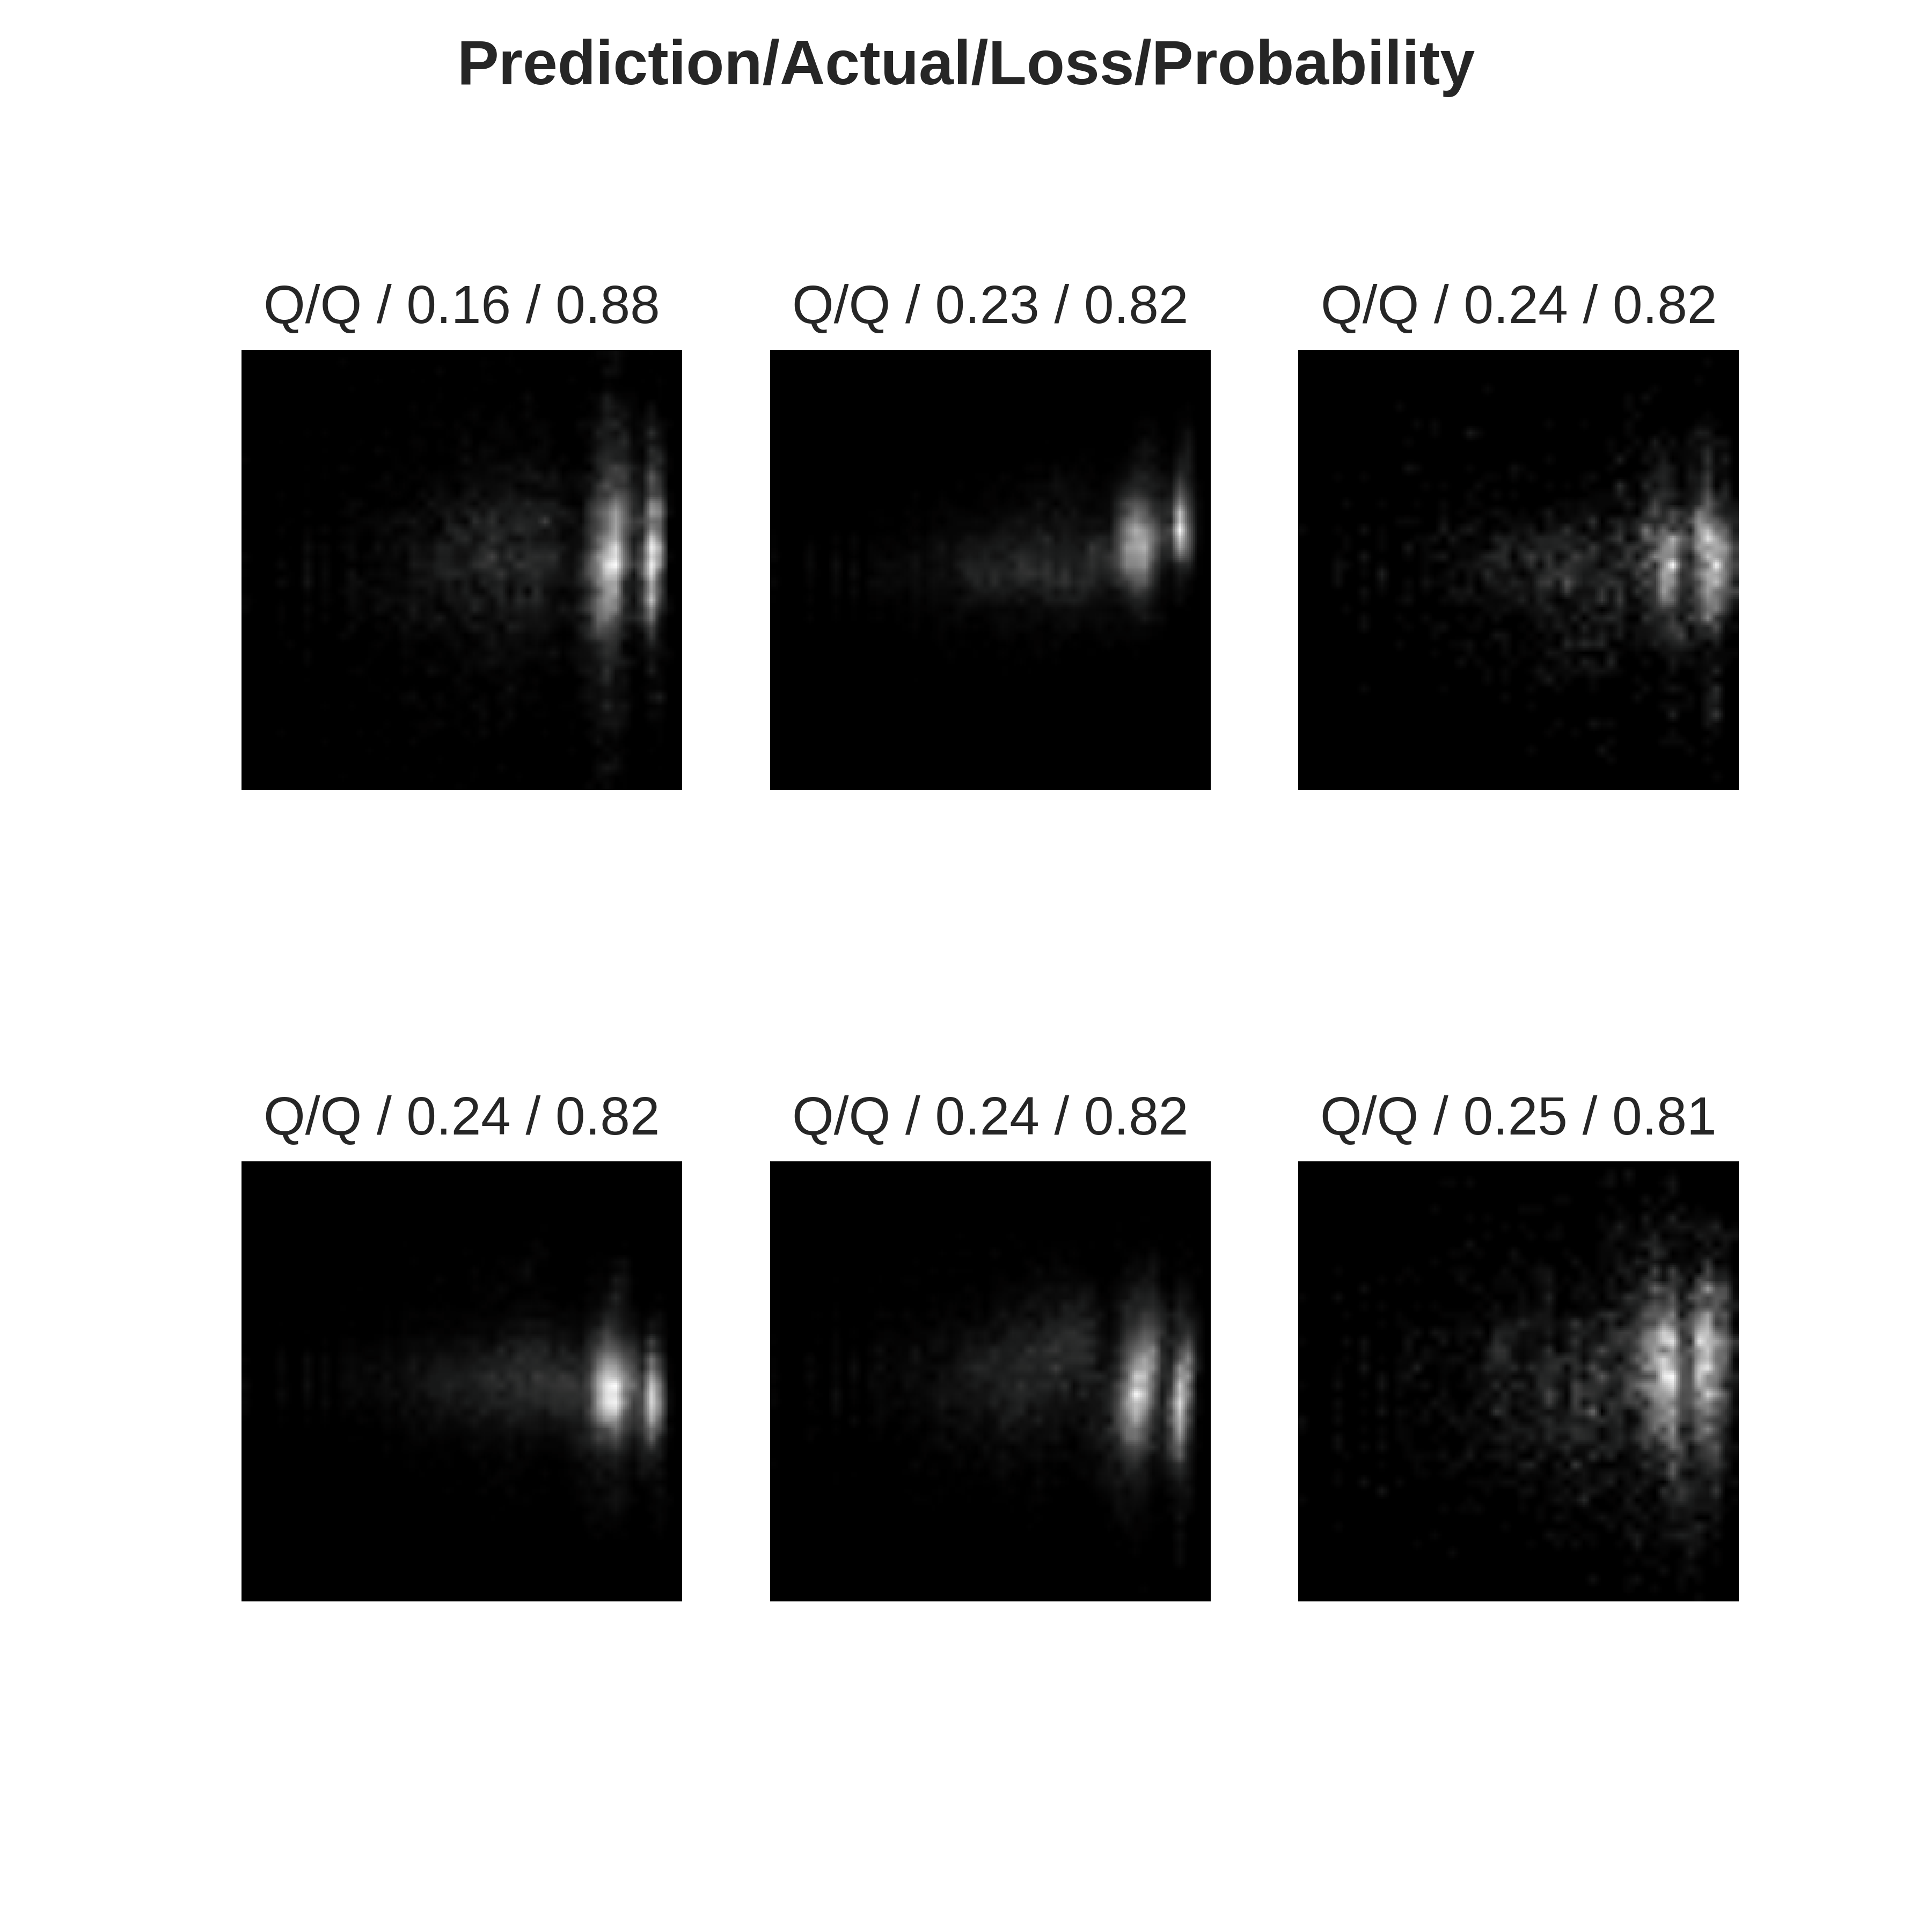 Prediction/Actual/Loss/Probability
Q/Q / 0.16 / 0.88
Q/Q / 0.23 / 0.82
Q/Q / 0.24 / 0.82
Q/Q / 0.24 / 0.82
Q/Q / 0.24 / 0.82
Q/Q / 0.25 / 0.81